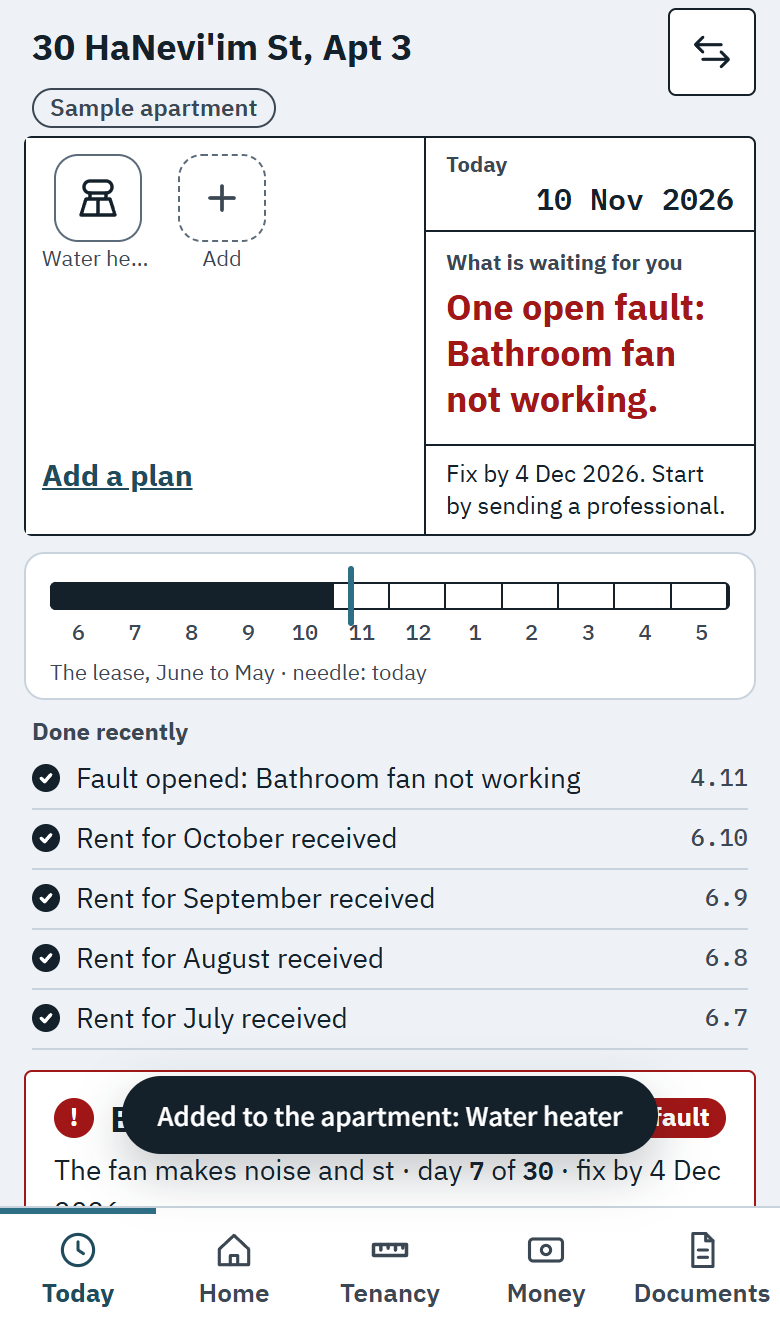 30 HaNevi'im St, Apt 3
Sample apartment
Water he...
Add
Add a plan
Today
10 Nov 2026
What is waiting for you
One open fault:
Bathroom fan
not working.
Fix by 4 Dec 2026. Start
by sending a professional.
6 7 8 9 10 11 12 1 2 3 4 5
The lease, June to May · needle: today
Done recently
Fault opened: Bathroom fan not working 4.11
Rent for October received 6.10
Rent for September received 6.9
Rent for August received 6.8
Rent for July received 6.7
Added to the apartment: Water heater
fault
The fan makes noise and st · day 7 of 30 · fix by 4 Dec
Today
Home
Tenancy
Money
Documents